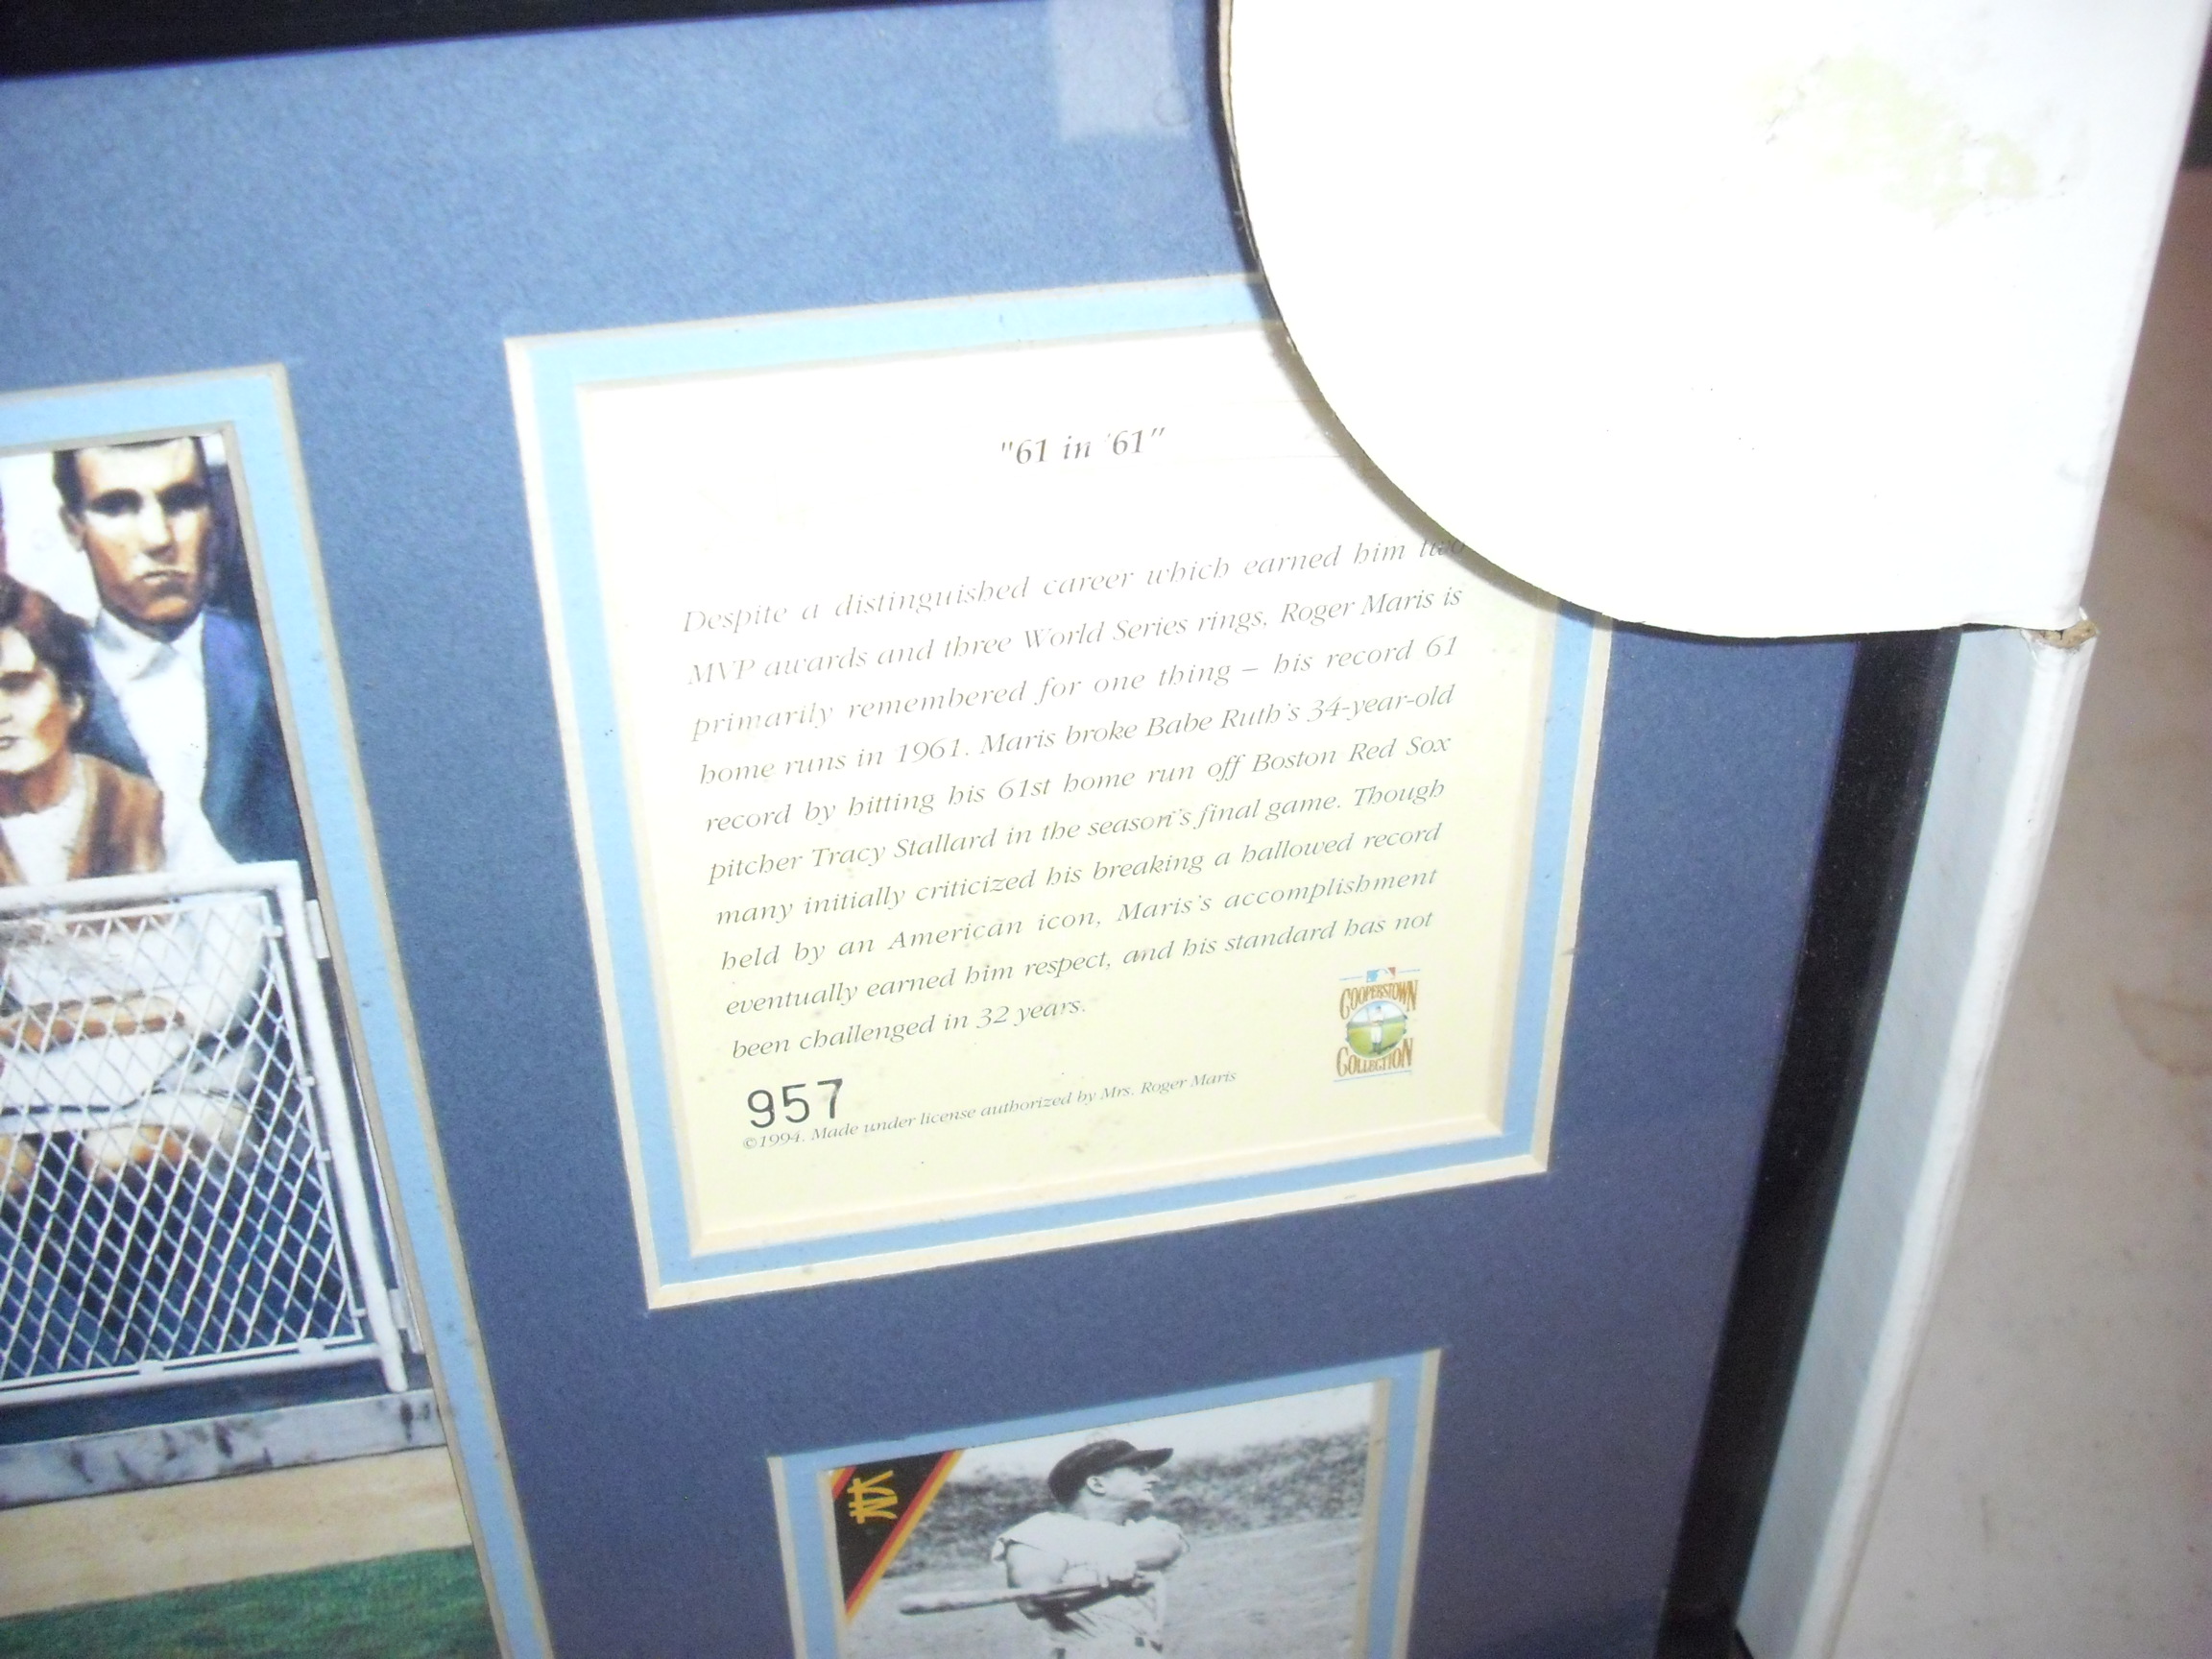 "61 in '61"
Despite a distinguished career which earned him two
MVP awards and three World Series rings, Roger Maris is
primarily remembered for one thing – his record 61
home runs in 1961. Maris broke Babe Ruth's 34-year-old
record by hitting his 61st home run off Boston Red Sox
pitcher Tracy Stallard in the season's final game. Though
many initially criticized his breaking a hallowed record
held by an American icon, Maris's accomplishment
eventually earned him respect, and his standard has not
been challenged in 32 years.
COOPERSTOWN
COLLECTION
957
©1994. Made under license authorized by Mrs. Roger Maris